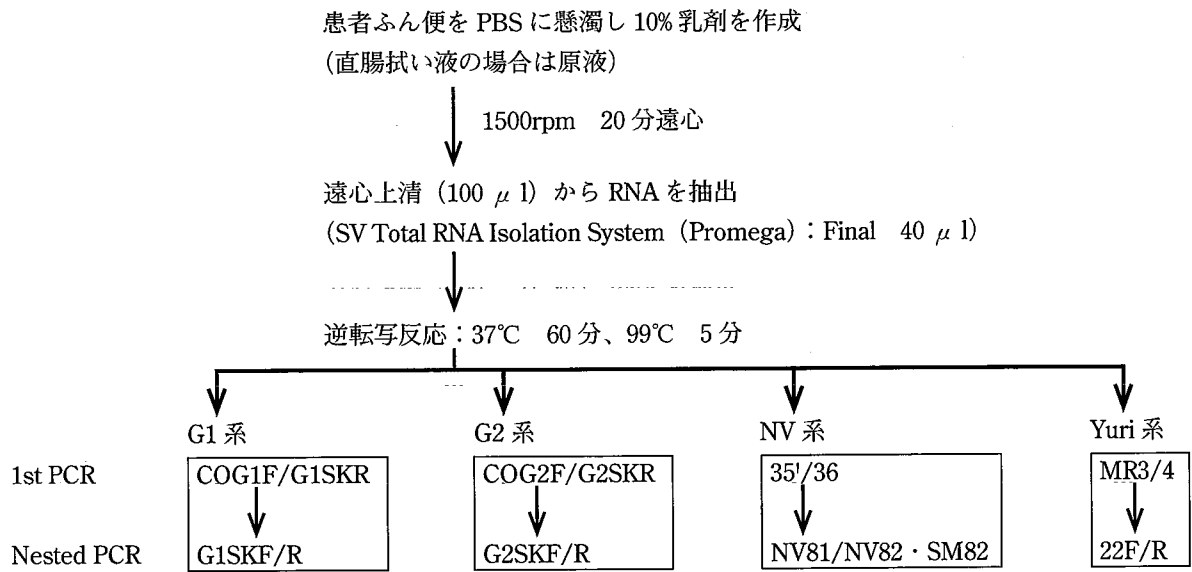 患者ふん便を PBS に懸濁し 10% 乳剤を作成
(直腸拭い液の場合は原液)
1500rpm 20 分遠心
遠心上清（100 μ l）から RNA を抽出
(SV Total RNA Isolation System（Promega）：Final 40 μ l)
逆転写反応：37℃ 60 分、99℃ 5 分
G1 系 G2 系 NV 系 Yuri 系
1st PCR COG1F/G1SKR COG2F/G2SKR 35'/36 MR3/4
Nested PCR G1SKF/R G2SKF/R NV81/NV82・SM82 22F/R